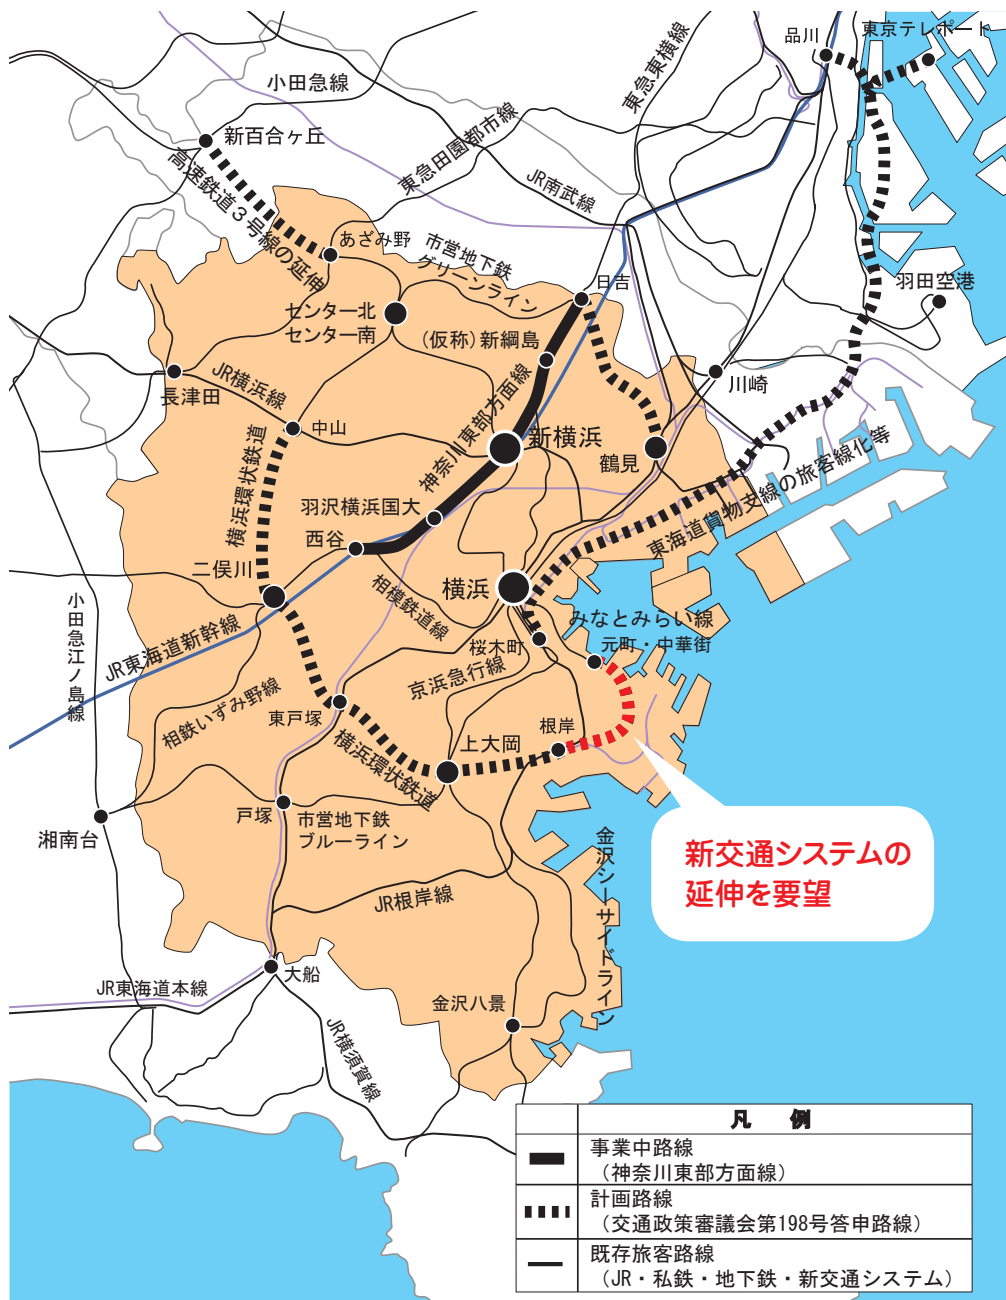 品川
東京テレポート
小田急線
東急東横線
新百合ヶ丘
東急田園都市線
高速鉄道3号線の延伸
JR南武線
あざみ野
市営地下鉄
グリーンライン
日吉
羽田空港
センター北
センター南
(仮称)新綱島
JR横浜線
長津田
川崎
中山
神奈川東部方面線
新横浜
鶴見
横浜環状鉄道
羽沢横浜国大
西谷
東海道貨物支線の旅客線化等
二俣川
相模鉄道線
横浜
みなとみらい線
小田急江ノ島線
JR東海道新幹線
桜木町
元町・中華街
京浜急行線
相鉄いずみ野線
東戸塚
根岸
横浜環状鉄道
上大岡
戸塚
市営地下鉄
ブルーライン
湘南台
金沢シーサイドライン
新交通システムの
延伸を要望
JR根岸線
大船
JR東海道本線
金沢八景
JR横須賀線
凡 例
事業中路線
(神奈川東部方面線)
計画路線
(交通政策審議会第198号答申路線)
既存旅客路線
(JR・私鉄・地下鉄・新交通システム)